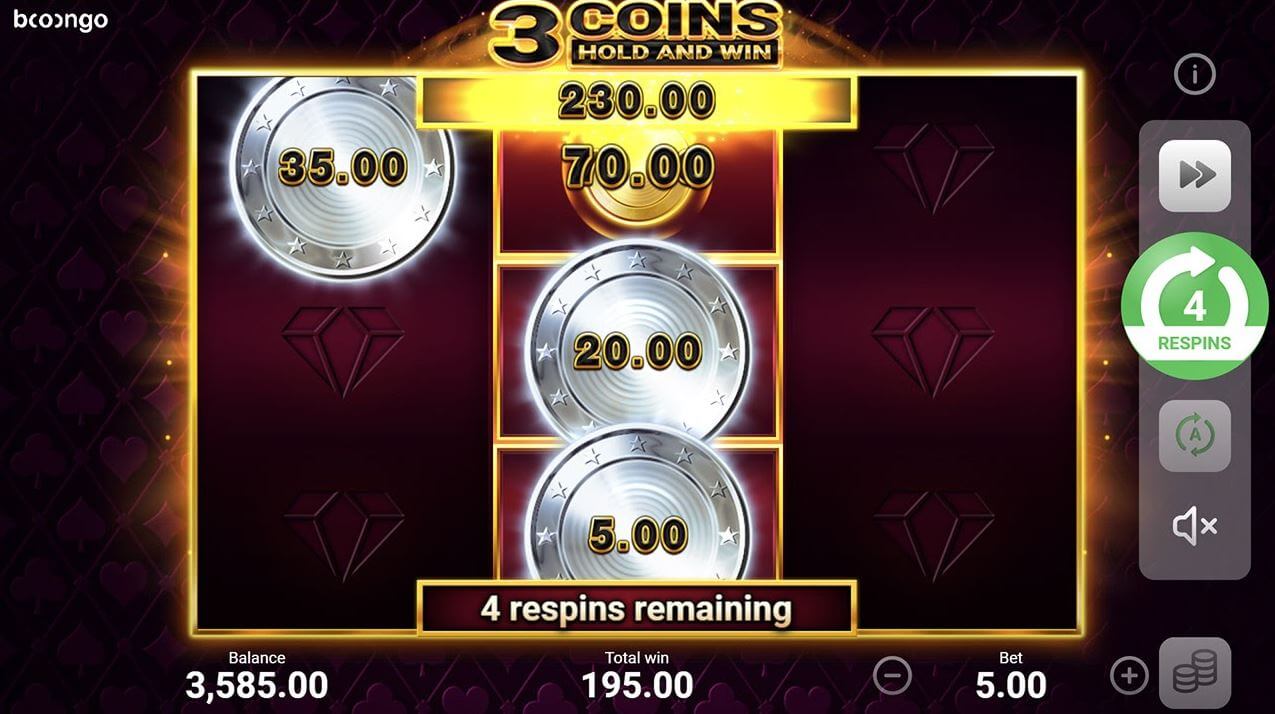 booongo
3 COINS
HOLD AND WIN
230.00
35.00
70.00
20.00
4
RESPINS
A
5.00
4 respins remaining
Balance
3,585.00
Total win
195.00
Bet
5.00